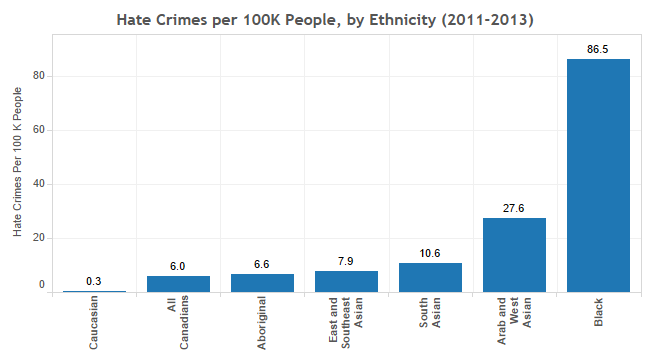 Hate Crimes per 100K People, by Ethnicity (2011-2013)
Hate Crimes Per 100 K People
80
60
40
20
0
0.3
6.0
6.6
7.9
10.6
27.6
86.5
Caucasian
All
Canadians
Aboriginal
East and
Southeast
Asian
South
Asian
Arab and
West
Asian
Black